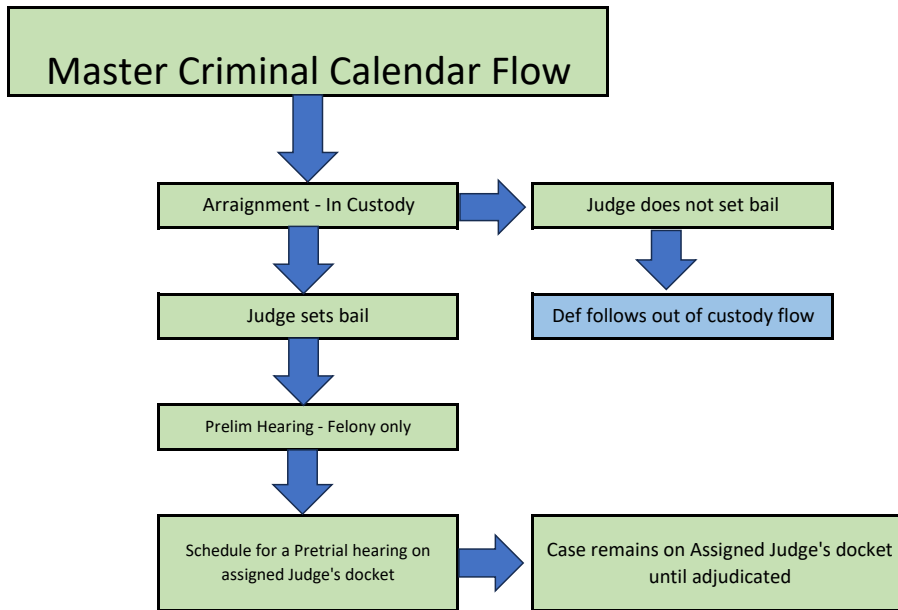 Master Criminal Calendar Flow
Arraignment - In Custody
Judge does not set bail
Judge sets bail
Def follows out of custody flow
Prelim Hearing - Felony only
Schedule for a Pretrial hearing on
assigned Judge's docket
Case remains on Assigned Judge's docket
until adjudicated